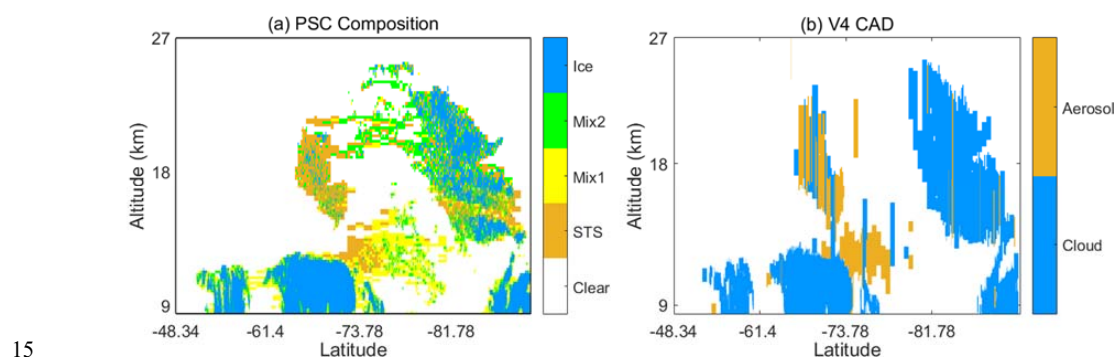 (a) PSC Composition
27
18
9
Altitude (km)
-48.34 -61.4 -73.78 -81.78
Latitude
Ice
Mix2
Mix1
STS
Clear
(b) V4 CAD
27
18
9
Altitude (km)
-48.34 -61.4 -73.78 -81.78
Latitude
Aerosol
Cloud
15